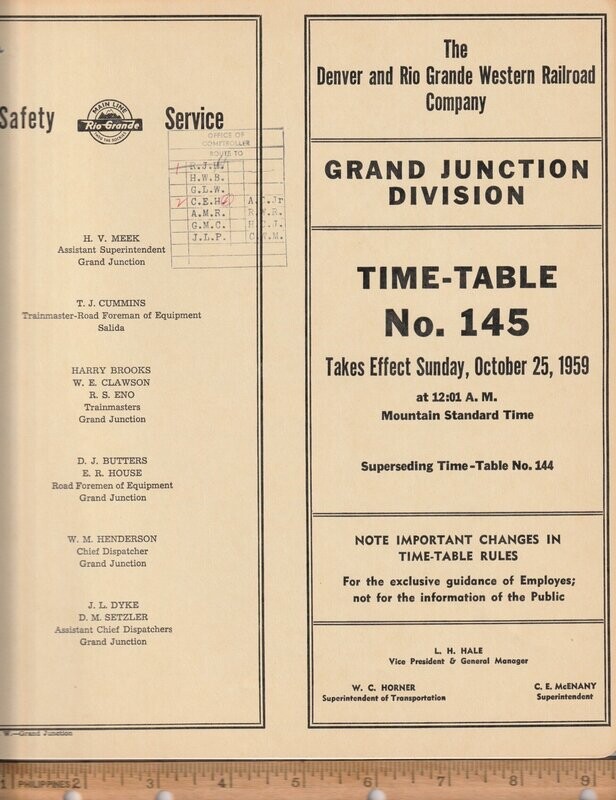 Safety
MAIN LINE
Rio Grande
THRU THE ROCKIES
Service
OFFICE OF
COMPTROLLER
ROUTE TO
R.J.M.
H.W.B.
G.L.W.
2 C.E.H. A.C.Jr
A.M.R. R.W.R.
G.M.C. H.C.J.
J.L.P.
H. V. MEEK
Assistant Superintendent
Grand Junction
T. J. CUMMINS
Trainmaster-Road Foreman of Equipment
Salida
HARRY BROOKS
W. E. CLAWSON
R. S. ENO
Trainmasters
Grand Junction
D. J. BUTTERS
E. R. HOUSE
Road Foremen of Equipment
Grand Junction
W. M. HENDERSON
Chief Dispatcher
Grand Junction
J. L. DYKE
D. M. SETZLER
Assistant Chief Dispatchers
Grand Junction
W.—Grand Junction
The
Denver and Rio Grande Western Railroad
Company
GRAND JUNCTION
DIVISION
TIME-TABLE
No. 145
Takes Effect Sunday, October 25, 1959
at 12:01 A. M.
Mountain Standard Time
Superseding Time-Table No. 144
NOTE IMPORTANT CHANGES IN
TIME-TABLE RULES
For the exclusive guidance of Employes;
not for the information of the Public
L. H. HALE
Vice President & General Manager
W. C. HORNER
Superintendent of Transportation
C. E. McENANY
Superintendent
1 PHILIPPINES 2 3 4 5 6 7 8 9